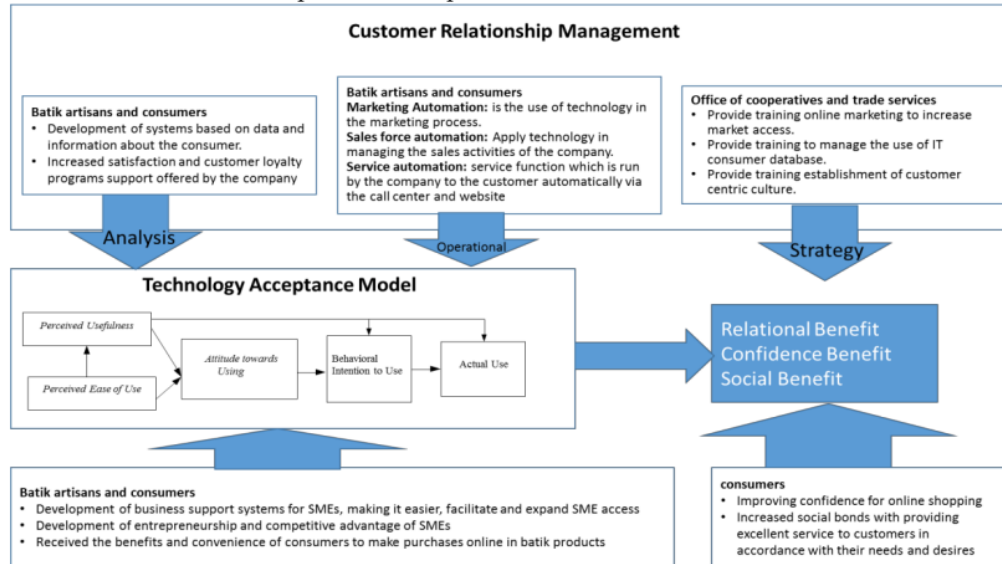 Customer Relationship Management
Batik artisans and consumers
• Development of systems based on data and
information about the consumer.
• Increased satisfaction and customer loyalty
programs support offered by the company
Batik artisans and consumers
Marketing Automation: is the use of technology in
the marketing process.
Sales force automation: Apply technology in
managing the sales activities of the company.
Service automation: service function which is run
by the company to the customer automatically via
the call center and website
Office of cooperatives and trade services
• Provide training online marketing to increase
market access.
• Provide training to manage the use of IT
consumer database.
• Provide training establishment of customer
centric culture.
Analysis
Operational
Strategy
Technology Acceptance Model
Perceived Usefulness
Perceived Ease of Use
Attitude towards
Using
Behavioral
Intention to Use
Actual Use
Relational Benefit
Confidence Benefit
Social Benefit
Batik artisans and consumers
• Development of business support systems for SMEs, making it easier, facilitate and expand SME access
• Development of entrepreneurship and competitive advantage of SMEs
• Received the benefits and convenience of consumers to make purchases online in batik products
consumers
• Improving confidence for online shopping
• Increased social bonds with providing
excellent service to customers in
accordance with their needs and desires